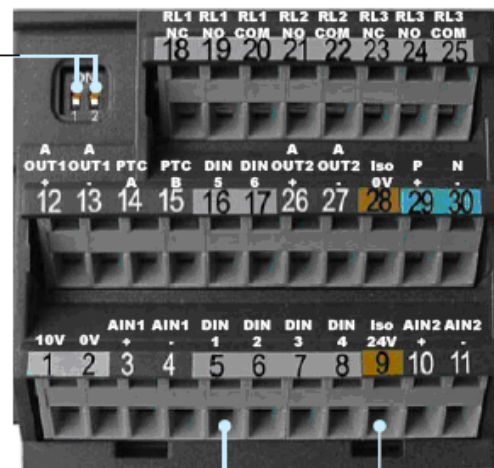 RL1 RL1 RL1 RL2 RL2 RL3 RL3 RL3
NC NO COM NO COM NC NO COM
18 19 20 21 22 23 24 25
ON
1 2
A A A A
OUT1 OUT1 PTC PTC DIN DIN OUT2 OUT2 Iso P N
+ - A B 5 6 + - 0V + -
12 13 14 15 16 17 26 27 28 29 30
AIN1 AIN1 DIN DIN DIN DIN Iso AIN2 AIN2
10V 0V + - 1 2 3 4 24V + -
1 2 3 4 5 6 7 8 9 10 11